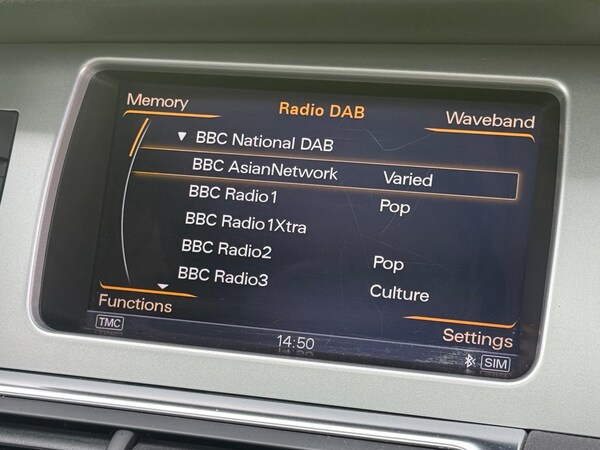 Memory
Radio DAB
Waveband
BBC National DAB
BBC AsianNetwork Varied
BBC Radio1 Pop
BBC Radio1Xtra
BBC Radio2 Pop
BBC Radio3 Culture
Functions
Settings
TMC
14:50
SIM